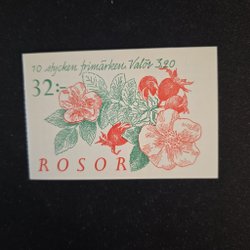 10 stycken frimärken. Valör 3.20
32:-
ROSOR